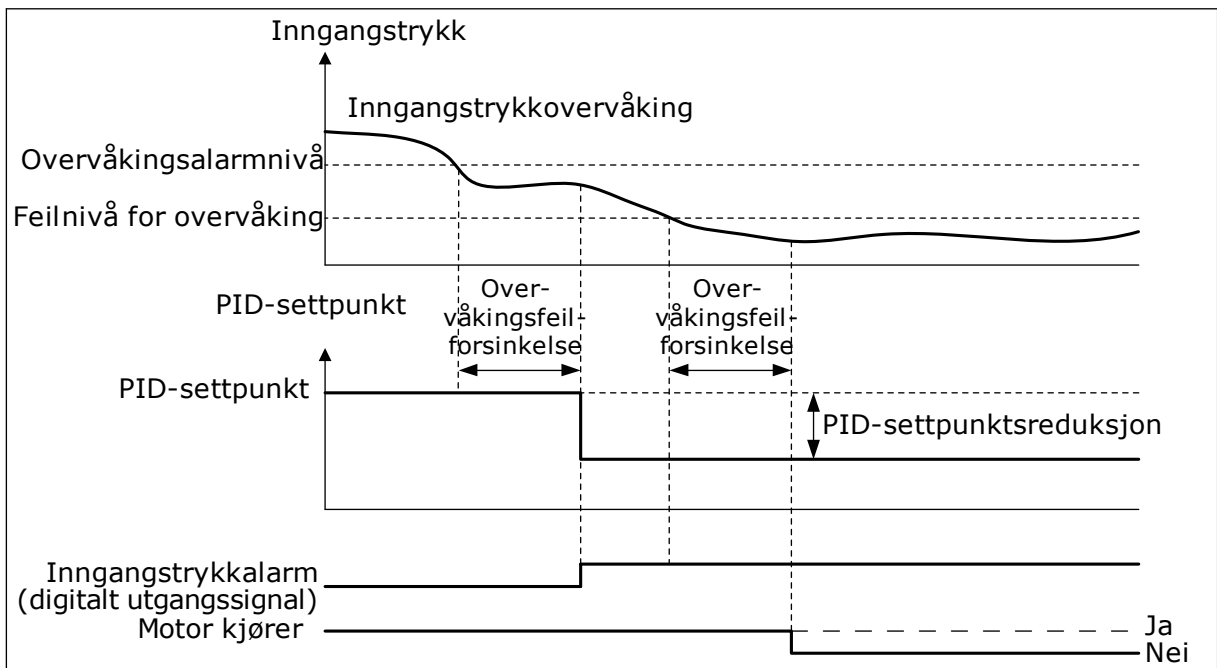 Inngangstrykk
Inngangstrykkovervåking
Overvåkingsalarmnivå
Feilnivå for overvåking
PID-settpunkt
Over-
våkingsfeil-
forsinkelse
Over-
våkingsfeil-
forsinkelse
PID-settpunkt
PID-settpunktsreduksjon
Inngangstrykkalarm
(digitalt utgangssignal)
Motor kjører
Ja
Nei